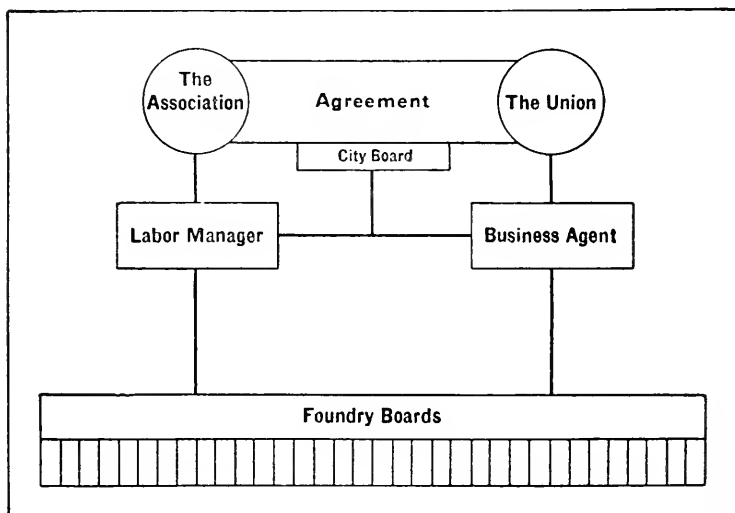 The
Association
Agreement
The Union
City Board
Labor Manager
Business Agent
Foundry Boards